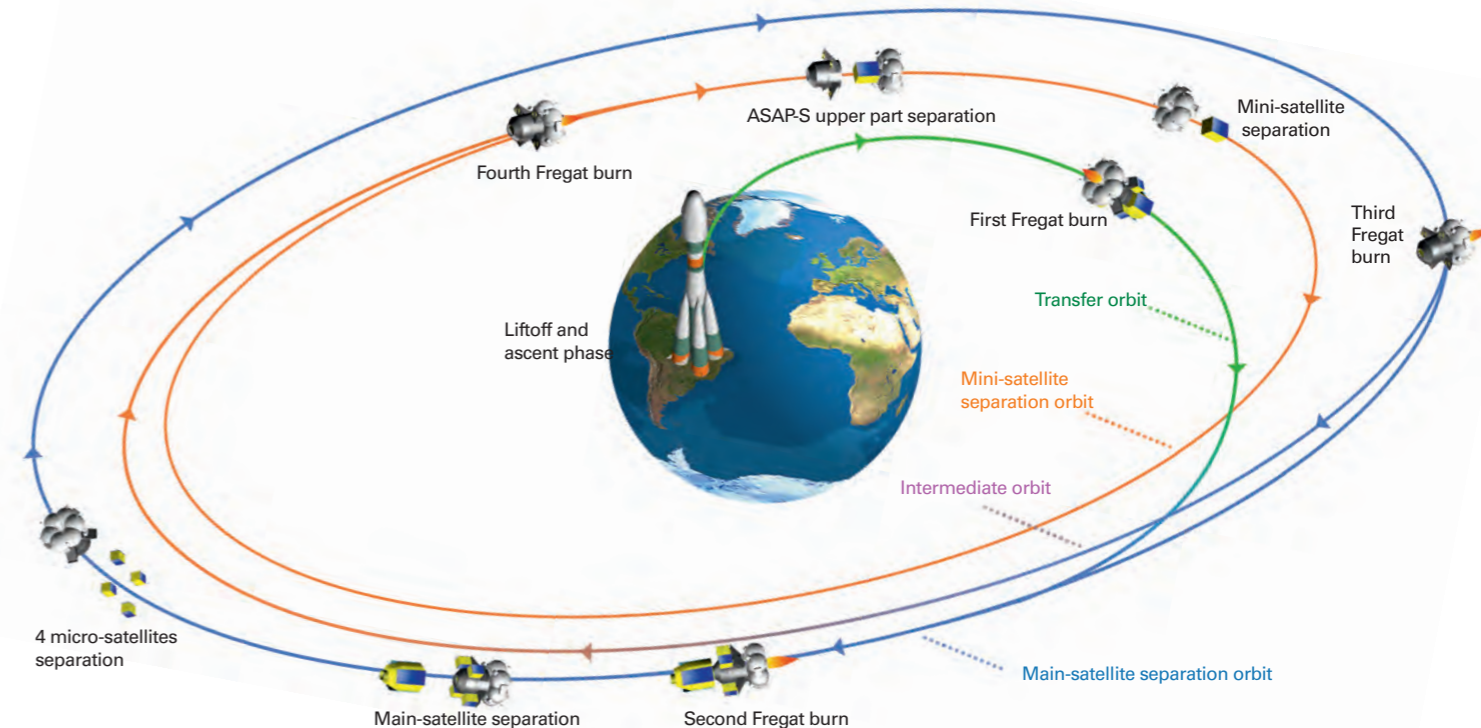 ASAP-S upper part separation
Mini-satellite
separation
Fourth Fregat burn
First Fregat burn
Third
Fregat
burn
Liftoff and
ascent phase
Transfer orbit
Mini-satellite
separation orbit
Intermediate orbit
4 micro-satellites
separation
Main-satellite separation
Second Fregat burn
Main-satellite separation orbit